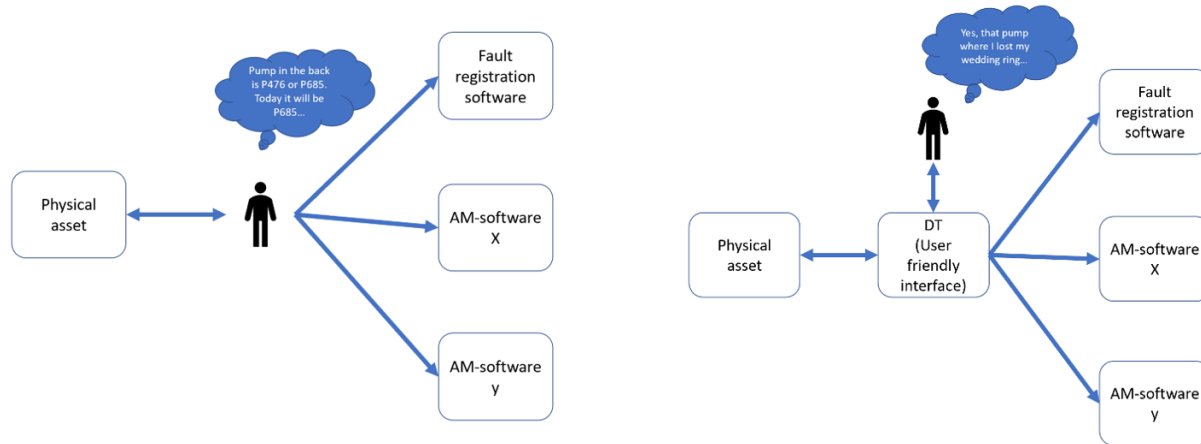 Pump in the back
is P476 or P685.
Today it will be
P685...
Fault
registration
software
Physical
asset
AM-software
X
AM-software
y
Yes, that pump
where I lost my
wedding ring...
Fault
registration
software
Physical
asset
DT
(User
friendly
interface)
AM-software
X
AM-software
y